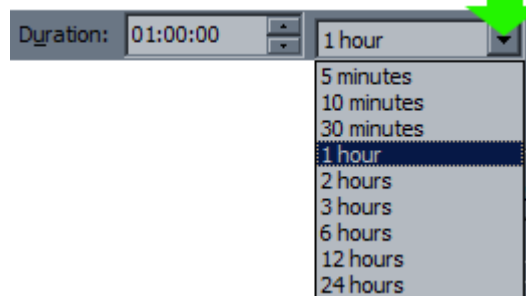 Duration: 01:00:00 1 hour
5 minutes
10 minutes
30 minutes
1 hour
2 hours
3 hours
6 hours
12 hours
24 hours